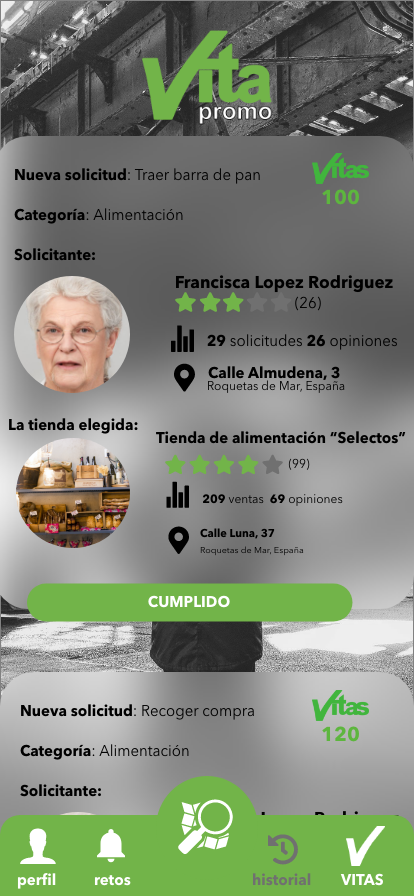 Vita
promo
Nueva solicitud: Traer barra de pan
Vitas
100
Categoría: Alimentación
Solicitante:
Francisca Lopez Rodriguez
(26)
29 solicitudes 26 opiniones
Calle Almudena, 3
Roquetas de Mar, España
La tienda elegida:
Tienda de alimentación “Selectos”
(99)
209 ventas 69 opiniones
Calle Luna, 37
Roquetas de Mar, España
CUMPLIDO
Nueva solicitud: Recoger compra
Vitas
120
Categoría: Alimentación
Solicitante:
perfil
retos
historial
VITAS